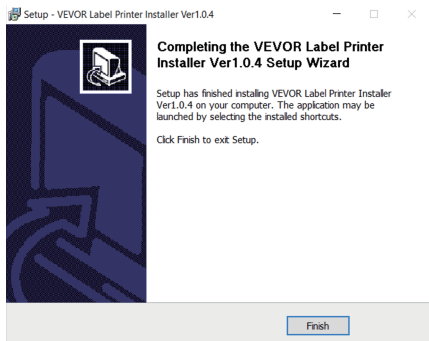 Setup - VEVOR Label Printer Installer Ver1.0.4
Completing the VEVOR Label Printer
Installer Ver1.0.4 Setup Wizard
Setup has finished installing VEVOR Label Printer Installer
Ver1.0.4 on your computer. The application may be
launched by selecting the installed shortcuts.
Click Finish to exit Setup.
Finish